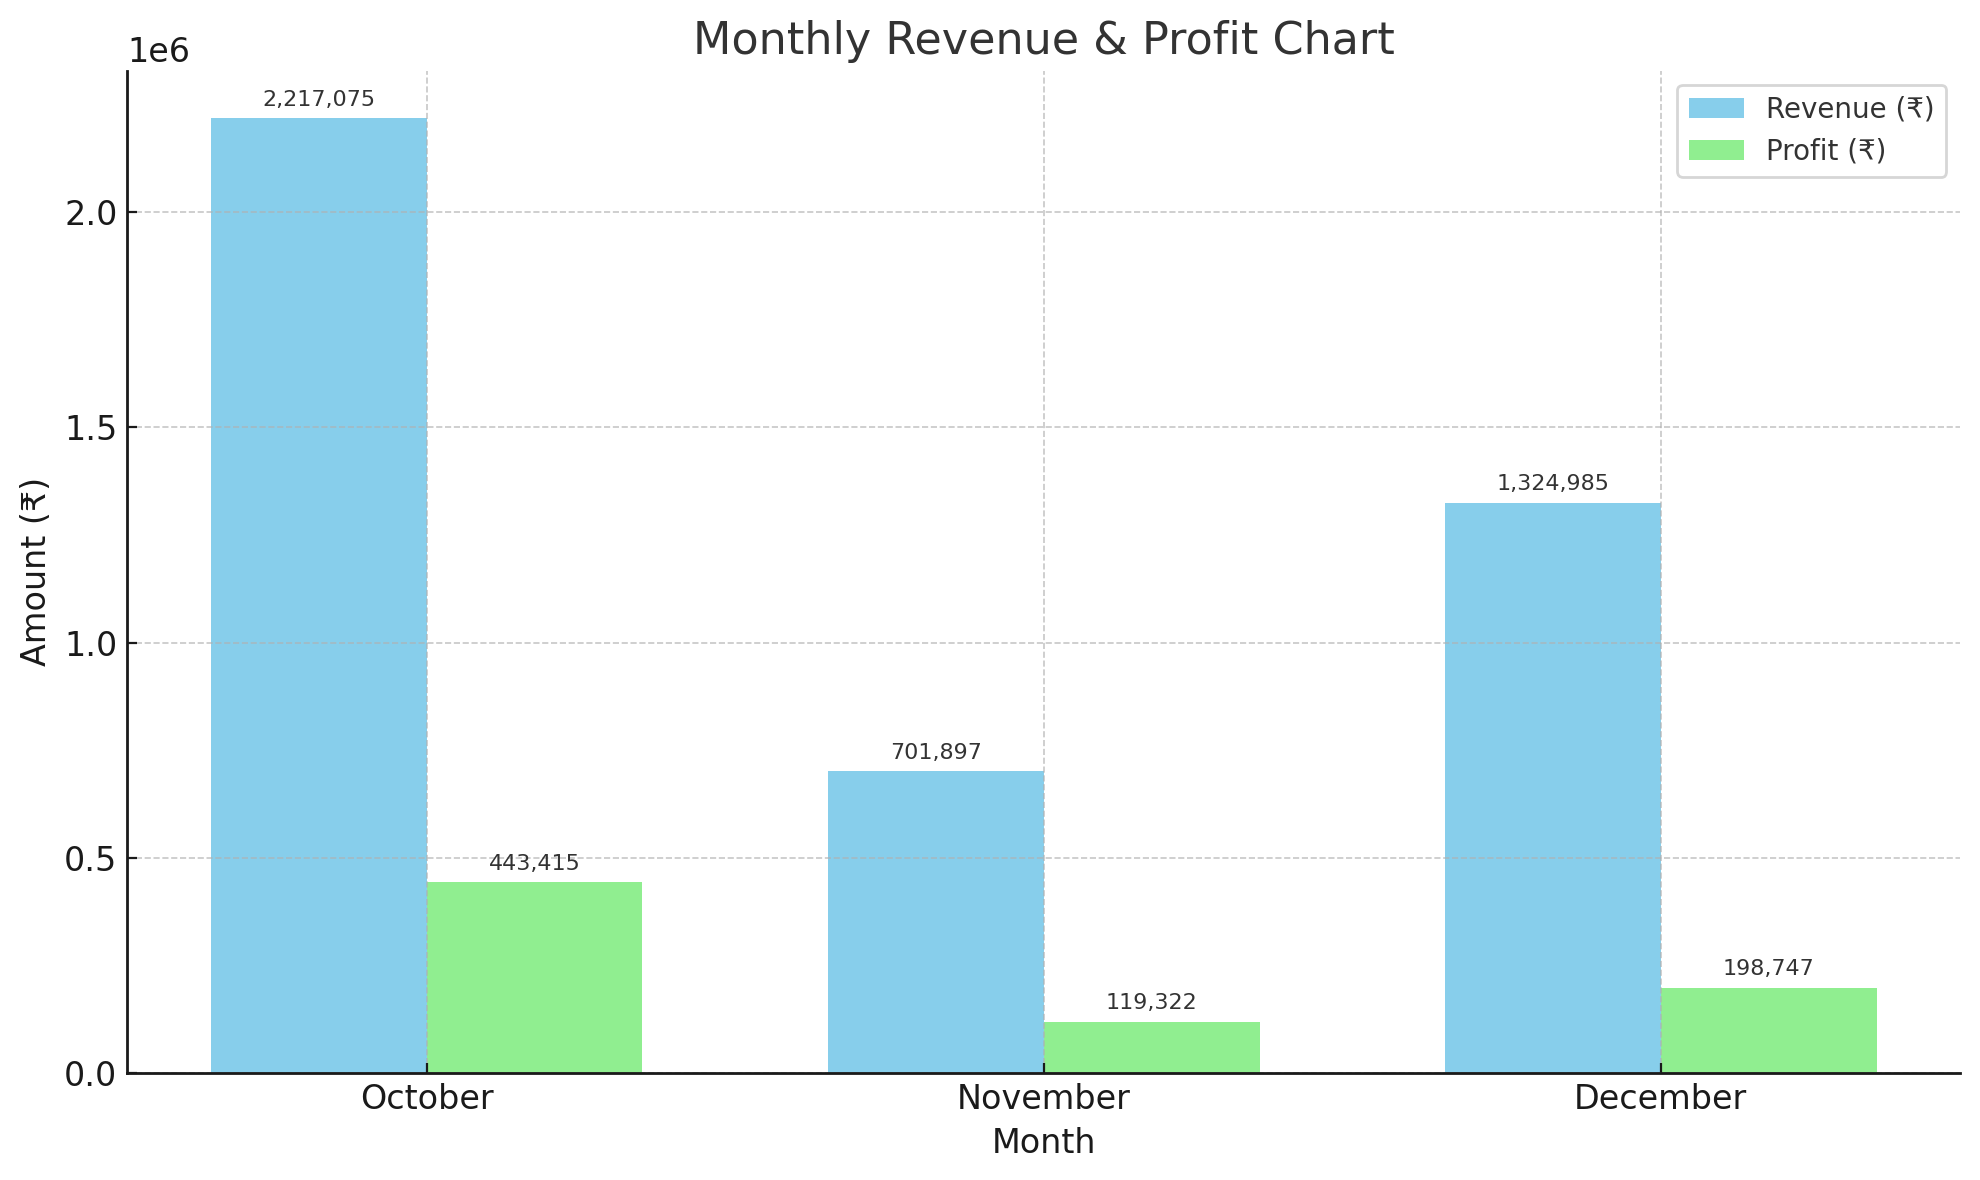 Monthly Revenue & Profit Chart
1e6
Revenue (₹)
Profit (₹)
2,217,075
443,415
701,897
119,322
1,324,985
198,747
2.0
1.5
1.0
0.5
0.0
Amount (₹)
October
November
December
Month